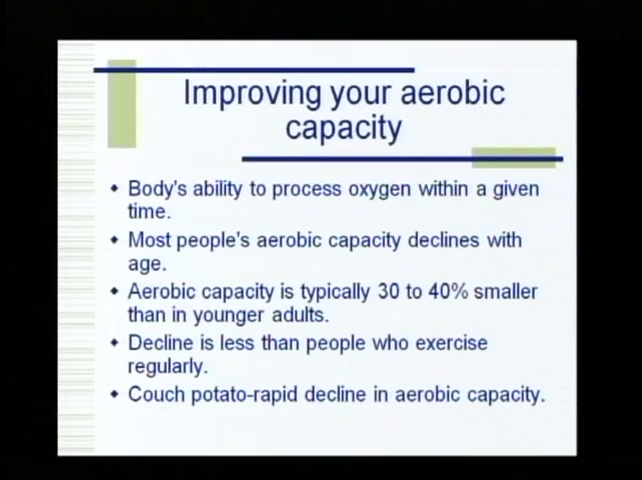 Improving your aerobic
capacity
Body's ability to process oxygen within a given
time.
Most people's aerobic capacity declines with
age.
Aerobic capacity is typically 30 to 40% smaller
than in younger adults.
Decline is less than people who exercise
regularly.
Couch potato-rapid decline in aerobic capacity.